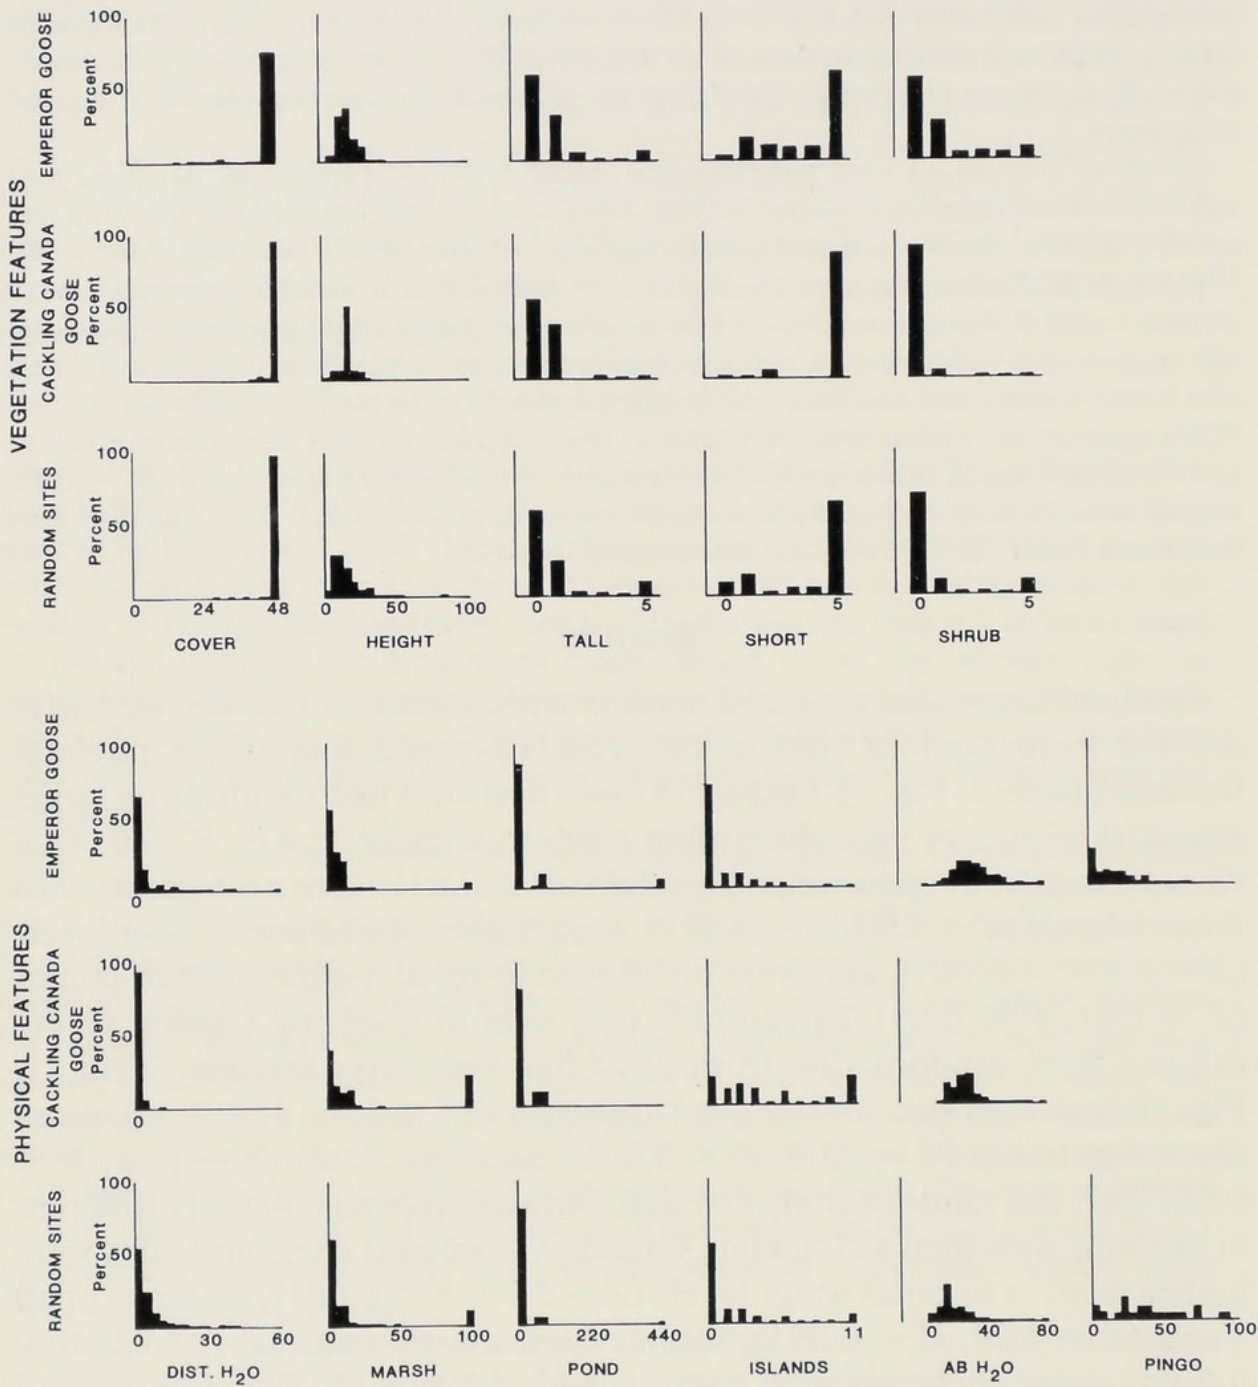 VEGETATION FEATURES
EMPEROR GOOSE
Percent
100
50
CACKLING CANADA
GOOSE
Percent
100
50
RANDOM SITES
Percent
100
50
0 24 48
0 50 100
0 5
0 5
0 5
COVER HEIGHT TALL SHORT SHRUB
PHYSICAL FEATURES
EMPEROR GOOSE
Percent
100
50
0
CACKLING CANADA
GOOSE
Percent
100
50
0
RANDOM SITES
Percent
100
50
0 30 60
0 50 100
0 220 440
0 11
0 40 80
0 50 100
DIST. H2O MARSH POND ISLANDS AB H2O PINGO